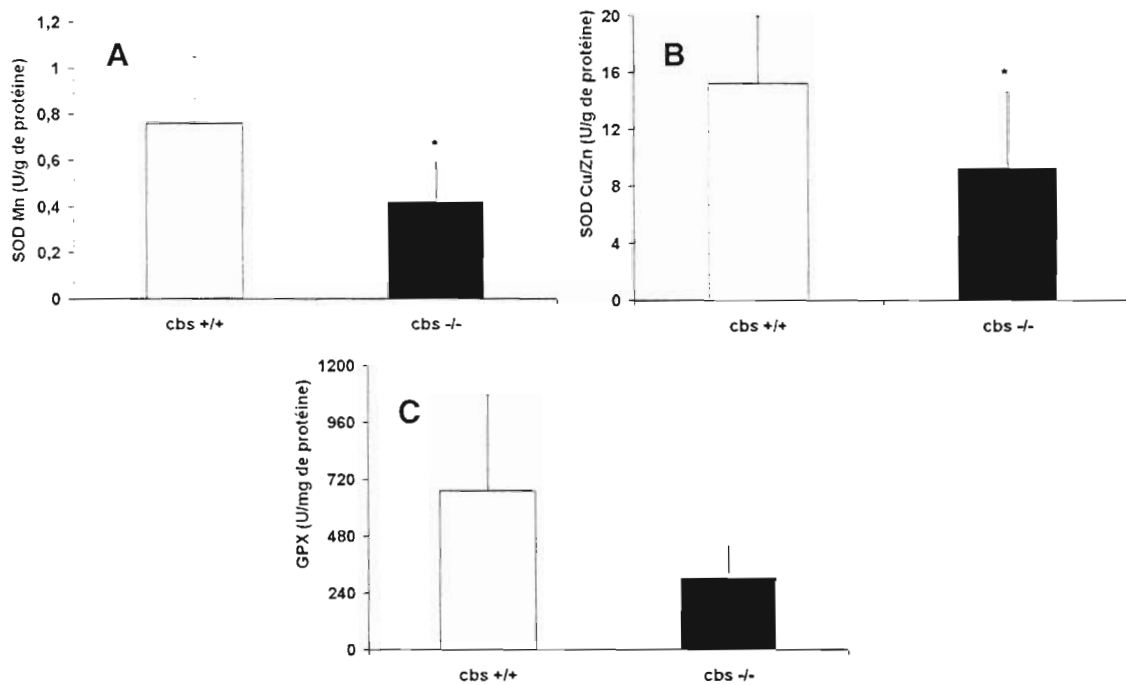 A
SOD Mn (U/g de protéine)
1,2
1
0,8
0,6
0,4
0,2
0
*
cbs +/+
cbs -/-
B
SOD Cu/Zn (U/g de protéine)
20
16
12
8
4
0
*
cbs +/+
cbs -/-
C
GPX (U/mg de protéine)
1200
960
720
480
240
0
cbs +/+
cbs -/-